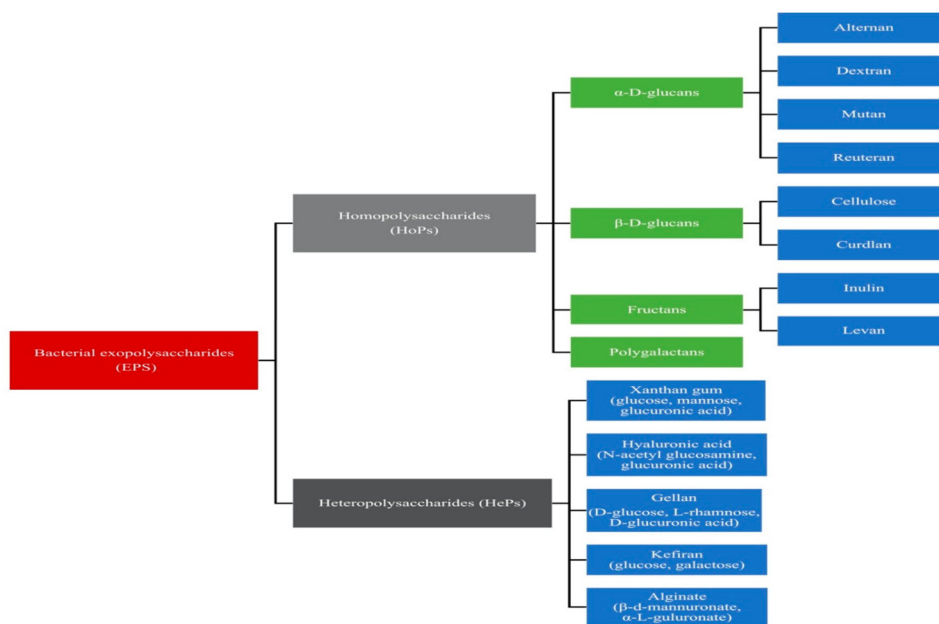 Bacterial exopolysaccharides
(EPS)
Homopolysaccharides
(HoPs)
α-D-glucans
Alternan
Dextran
Mutan
Reuteran
β-D-glucans
Cellulose
Curdlan
Fructans
Inulin
Levan
Polygalactans
Heteropolysaccharides (HePs)
Xanthan gum
(glucose, mannose,
glucuronic acid)
Hyaluronic acid
(N-acetyl glucosamine,
glucuronic acid)
Gellan
(D-glucose, L-rhamnose,
D-glucuronic acid)
Kefiran
(glucose, galactose)
Alginate
(β-d-mannuronate,
α-L-guluronate)